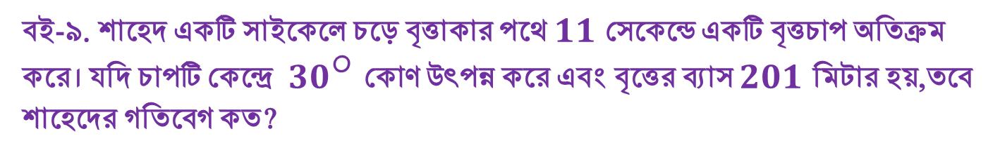 বই-৯. শাহেদ একটি সাইকেলে চড়ে বৃত্তাকার পথে 11 সেকেন্ডে একটি বৃত্তচাপ অতিক্রম
করে। যদি চাপটি কেন্দ্রে 30° কোণ উৎপন্ন করে এবং বৃত্তের ব্যাস 201 মিটার হয়,তবে
শাহেদের গতিবেগ কত?